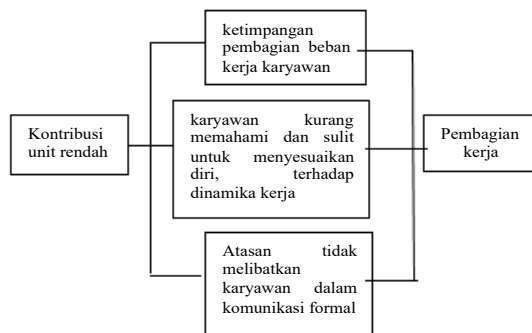 ketimpangan
pembagian beban
kerja karyawan
Kontribusi
unit rendah
karyawan kurang
memahami dan sulit
untuk menyesuaikan
diri, terhadap
dinamika kerja
Pembagian
kerja
Atasan tidak
melibatkan
karyawan dalam
komunikasi formal